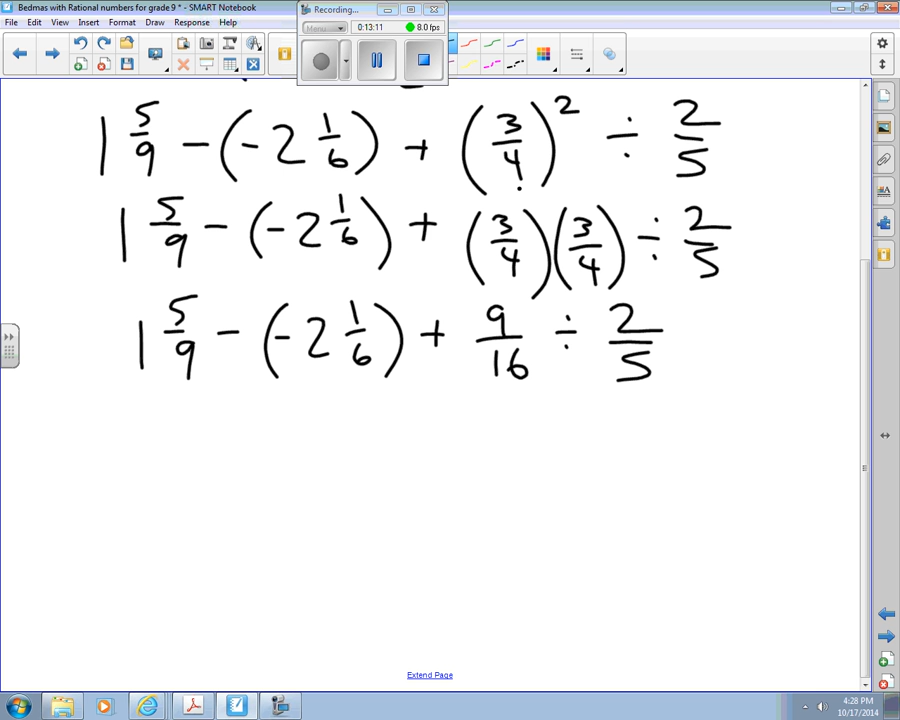 Bedmas with Rational numbers for grade 9 * - SMART Notebook
Recording...
File Edit View Insert Format Draw Response Help
Menu 0:13:11 8.0 fps
1 5/9 - (-2 1/6) + (3/4)² ÷ 2/5
1 5/9 - (-2 1/6) + (3/4)(3/4) ÷ 2/5
1 5/9 - (-2 1/6) + 9/16 ÷ 2/5
Extend Page
4:28 PM
10/17/2014